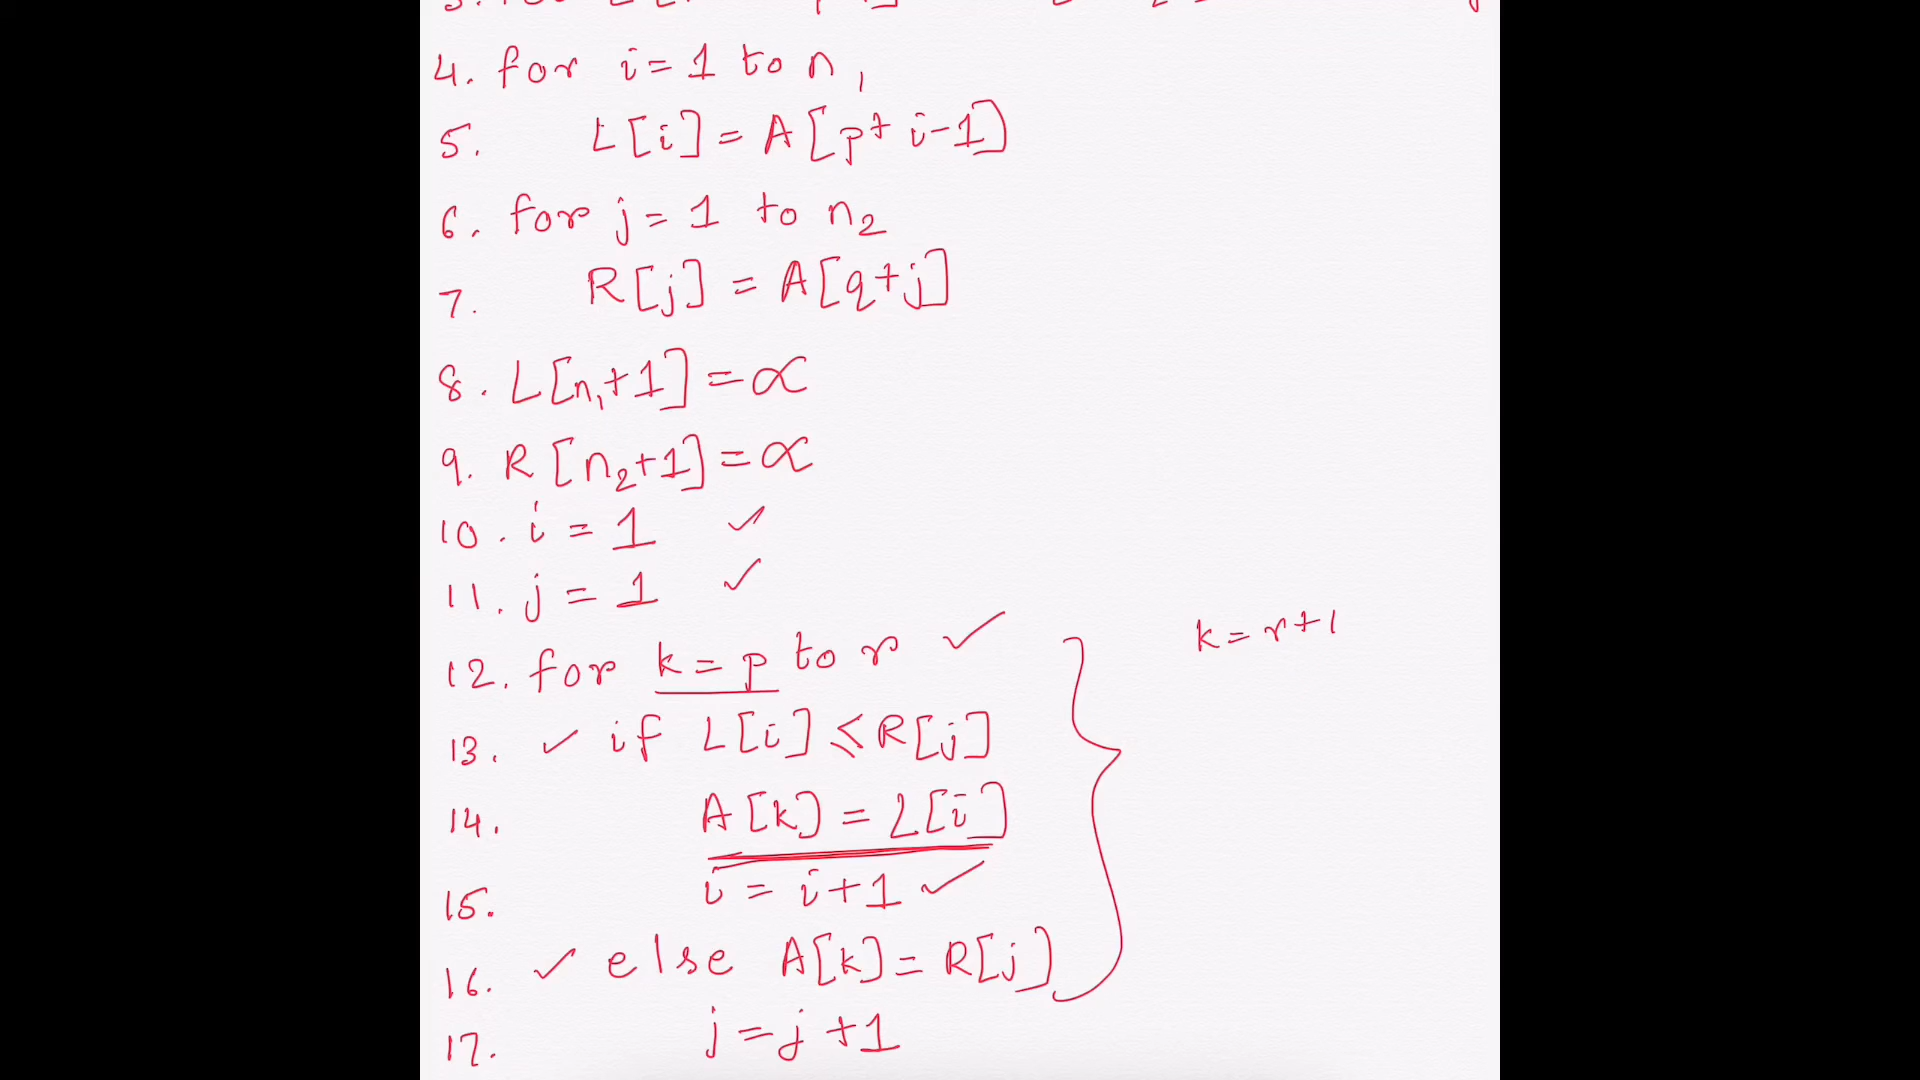 4. for i = 1 to n1
5. L[i] = A[p+i-1]
6. for j = 1 to n2
7. R[j] = A[q+j]
8. L[n1+1] = ∝
9. R[n2+1] = ∝
10. i = 1 ✓
11. j = 1 ✓
12. for k = p to r ✓
k = r+1
13. ✓ if L[i] ≤ R[j]
14. A[k] = L[i]
15. i = i+1 ✓
16. ✓ else A[k] = R[j]
17. j = j+1